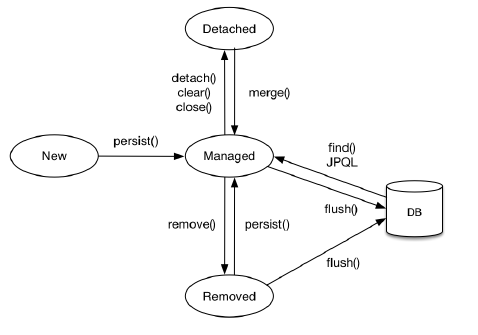 Detached
detach()
clear()
close()
merge()
New
persist()
Managed
find()
JPQL
flush()
DB
remove()
persist()
flush()
Removed